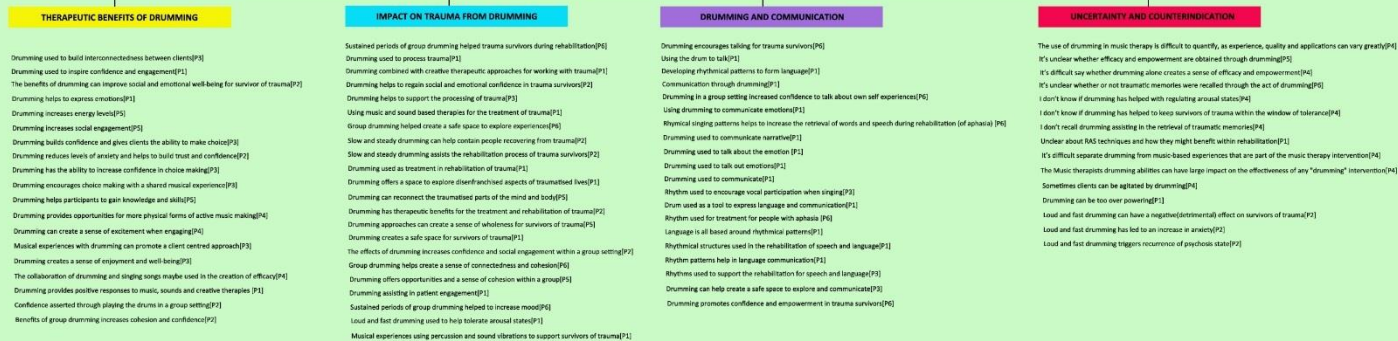 THERAPEUTIC BENEFITS OF DRUMMING
Drumming used to build interconnectedness between clients[P3]
Drumming used to inspire confidence and engagement[P1]
The benefits of drumming can improve social and emotional well-being for survivor of trauma[P2]
Drumming helps to express emotions[P1]
Drumming increases energy levels[P5]
Drumming increases social engagement[P5]
Drumming builds confidence and gives clients the ability to make choice[P3]
Drumming reduces levels of anxiety and helps to build trust and confidence[P2]
Drumming has the ability to increase confidence in choice making[P3]
Drumming encourages choice making with a shared musical experience[P3]
Drumming helps participants to gain knowledge and skills[P5]
Drumming provides opportunities for more physical forms of active music making[P4]
Drumming can create a sense of excitement when engaging[P4]
Musical experiences with drumming can promote a client centred approach[P3]
Drumming creates a sense of enjoyment and well-being[P3]
The collaboration of drumming and singing songs maybe used in the creation of efficacy[P4]
Drumming provides positive responses to music, sounds and creative therapies [P1]
Confidence asserted through playing the drums in a group setting[P2]
Benefits of group drumming increases cohesion and confidence[P2]
IMPACT ON TRAUMA FROM DRUMMING
Sustained periods of group drumming helped trauma survivors during rehabilitation[P6]
Drumming used to process trauma[P1]
Drumming combined with creative therapeutic approaches for working with trauma[P1]
Drumming helps to regain social and emotional confidence in trauma survivors[P2]
Drumming helps to support the processing of trauma[P3]
Using music and sound based therapies for the treatment of trauma[P1]
Group drumming helped create a safe space to explore experiences[P6]
Slow and steady drumming can help contain people recovering from trauma[P2]
Slow and steady drumming assists the rehabilitation process of trauma survivors[P2]
Drumming used as treatment in rehabilitation of trauma[P1]
Drumming offers a space to explore disenfranchised aspects of traumatised lives[P1]
Drumming can reconnect the traumatised parts of the mind and body[P5]
Drumming has therapeutic benefits for the treatment and rehabilitation of trauma[P2]
Drumming approaches can create a sense of wholeness for survivors of trauma[P5]
Drumming creates a safe space for survivors of trauma[P1]
The effects of drumming increases confidence and social engagement within a group setting[P2]
Group drumming helps create a sense of connectedness and cohesion[P6]
Drumming offers opportunities and a sense of cohesion within a group[P5]
Drumming assisting in patient engagement[P1]
Sustained periods of group drumming helped to increase mood[P6]
Loud and fast drumming used to help tolerate arousal states[P1]
Musical experiences using percussion and sound vibrations to support survivors of trauma[P1]
DRUMMING AND COMMUNICATION
Drumming encourages talking for trauma survivors[P6]
Using the drum to talk[P1]
Developing rhythmical patterns to form language[P1]
Communication through drumming[P1]
Drumming in a group setting increased confidence to talk about own self experiences[P6]
Using drumming to communicate emotions[P1]
Rhymical singing patterns helps to increase the retrieval of words and speech during rehabilitation (of aphasia) [P6]
Drumming used to communicate narrative[P1]
Drumming used to talk about the emotion [P1]
Drumming used to talk out emotions[P1]
Drumming used to communicate[P1]
Rhythm used to encourage vocal participation when singing[P3]
Drum used as a tool to express language and communication[P1]
Rhythm used for treatment for people with aphasia [P6]
Language is all based around rhythmical patterns[P1]
Rhythmical structures used in the rehabilitation of speech and language[P1]
Rhythm patterns help in language communication[P1]
Rhythms used to support the rehabilitation for speech and language[P3]
Drumming can help create a safe space to explore and communicate[P3]
Drumming promotes confidence and empowerment in trauma survivors[P6]
UNCERTAINTY AND COUNTERINDICATION
The use of drumming in music therapy is difficult to quantify, as experience, quality and applications can vary greatly[P4]
It's unclear whether efficacy and empowerment are obtained through drumming[P5]
It's difficult say whether drumming alone creates a sense of efficacy and empowerment[P4]
It's unclear whether or not traumatic memories were recalled through the act of drumming[P6]
I don't know if drumming has helped with regulating arousal states[P4]
I don't know if drumming has helped to keep survivors of trauma within the window of tolerance[P4]
I don't recall drumming assisting in the retrieval of traumatic memories[P4]
Unclear about RAS techniques and how they might benefit within rehabilitation[P1]
It's difficult separate drumming from music-based experiences that are part of the music therapy intervention[P4]
The Music therapists drumming abilities can have large impact on the effectiveness of any "drumming" intervention[P4]
Sometimes clients can be agitated by drumming[P4]
Drumming can be too over powering[P1]
Loud and fast drumming can have a negative(detrimental) effect on survivors of trauma[P2]
Loud and fast drumming has led to an increase in anxiety[P2]
Loud and fast drumming triggers recurrence of psychosis state[P2]